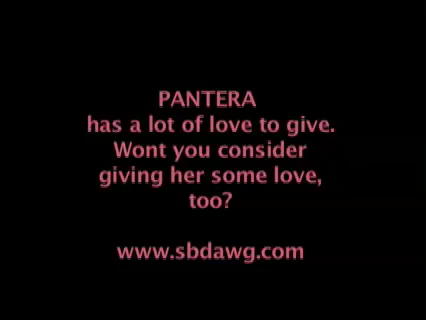 PANTERA
has a lot of love to give.
Wont you consider
giving her some love,
too?
www.sbdawg.com